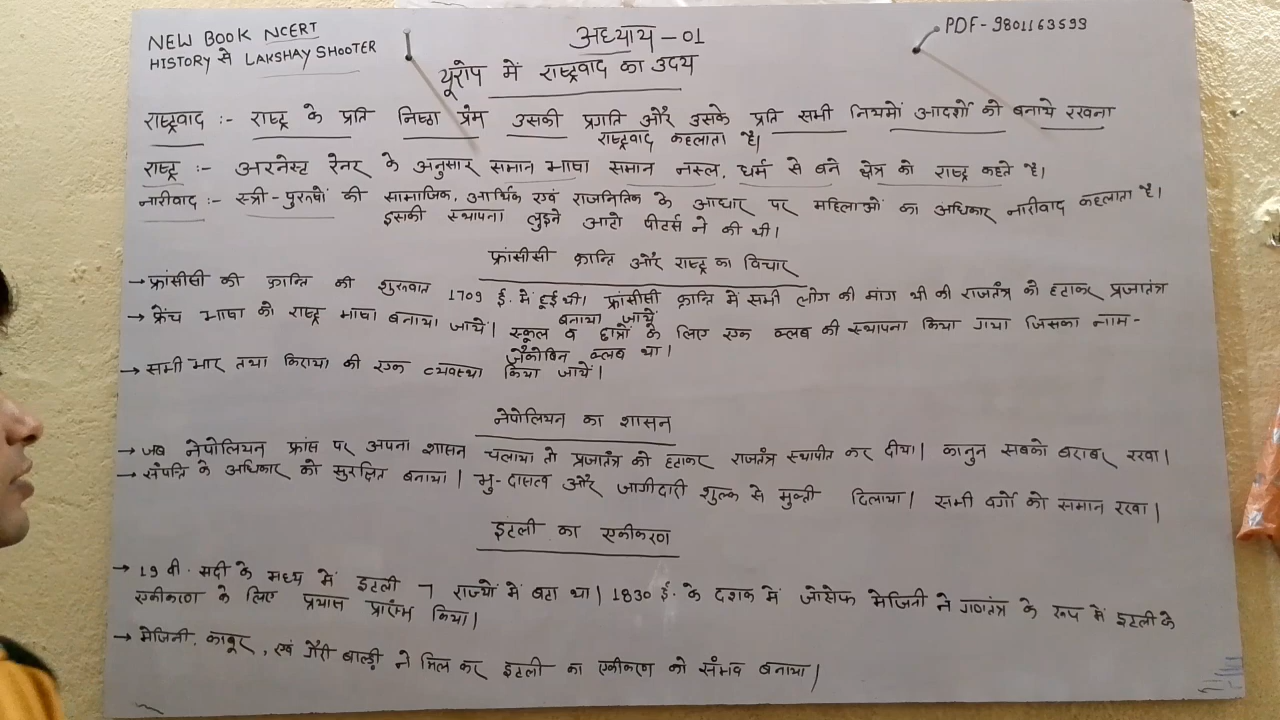 NEW BOOK NCERT
HISTORY से LAKSHAY SHOOTER
अध्याय - 01
PDF - 9801163593
यूरोप में राष्ट्रवाद का उदय
राष्ट्रवाद :- राष्ट्र के प्रति निष्ठा प्रेम उसकी प्रगति और उसके प्रति सभी नियमों आदर्शो को बनाये रखना
राष्ट्रवाद कहलाता है।
राष्ट्र :- अरनेस्ट रेनर के अनुसार समान भाषा समान नस्ल, धर्म से बने क्षेत्र को राष्ट्र कहते है।
नारीवाद :- स्त्री - पुरुषों की सामाजिक, आर्थिक एवं राजनितिक के आधार पर महिलाओं का अधिकार नारीवाद कहलाता है।
इसकी स्थापना लुइने आटो पीटर्स ने की थी।
फ्रांसीसी क्रान्ति और राष्ट्र का विचार
→ फ्रांसीसी की क्रान्ति की शुरुवात 1709 ई. में हुई थी। फ्रांसीसी क्रान्ति में सभी लोग की मांग थी की राजतंत्र को हटाकर प्रजातंत्र
बनाया जाये
→ फ्रेंच भाषा को राष्ट्र भाषा बनाया जाये। स्कूल व छात्रों के लिए एक क्लब की स्थापना किया गया जिसका नाम -
जैकोबिन क्लब था।
→ सभी भार तथा किराया की एक व्यवस्था किया जाये।
नेपोलियन का शासन
→ जब नेपोलियन फ्रांस पर अपना शासन चलाया तो प्रजातंत्र को हटाकर राजतंत्र स्थापीत कर दीया। कानुन सबको बराबर रखा।
→ संपत्ति के अधिकार को सुरक्षित बनाया। भु-दासत्व और जागीदारी शुल्क से मुक्ती दिलाया। सभी वर्गो को समान रखा।
इटली का एकीकरण
→ 19 वी. सदी के मध्य में इटली 7 राज्यों में बटा था। 1830 ई. के दशक में जोसेफ मेजिनी ने गणतंत्र के रूप में इटली के
एकीकरण के लिए प्रयास प्रारंभ किया।
→ मेजिनी, काबूर, एवं गैरी बाल्डी ने मिल कर इटली का एकीकरण को संभव बनाया।